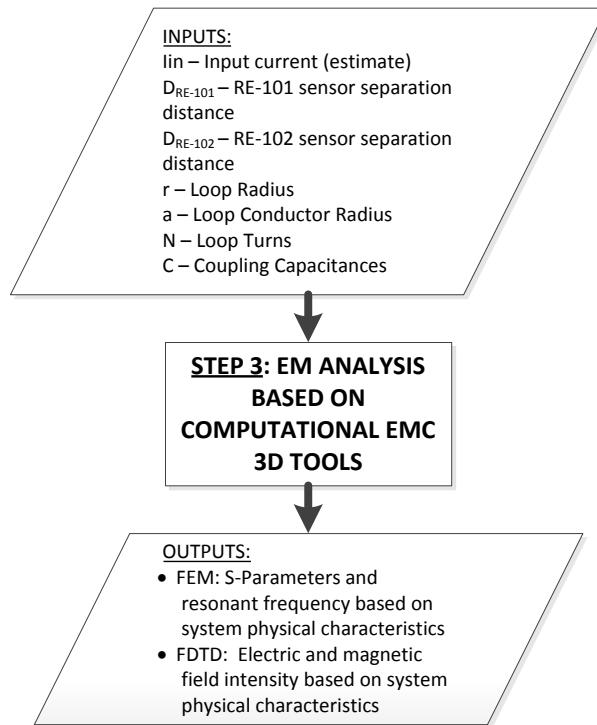 INPUTS:
Iin – Input current (estimate)
D_RE-101 – RE-101 sensor separation
distance
D_RE-102 – RE-102 sensor separation
distance
r – Loop Radius
a – Loop Conductor Radius
N – Loop Turns
C – Coupling Capacitances
STEP 3: EM ANALYSIS
BASED ON
COMPUTATIONAL EMC
3D TOOLS
OUTPUTS:
• FEM: S-Parameters and
resonant frequency based on
system physical characteristics
• FDTD: Electric and magnetic
field intensity based on system
physical characteristics